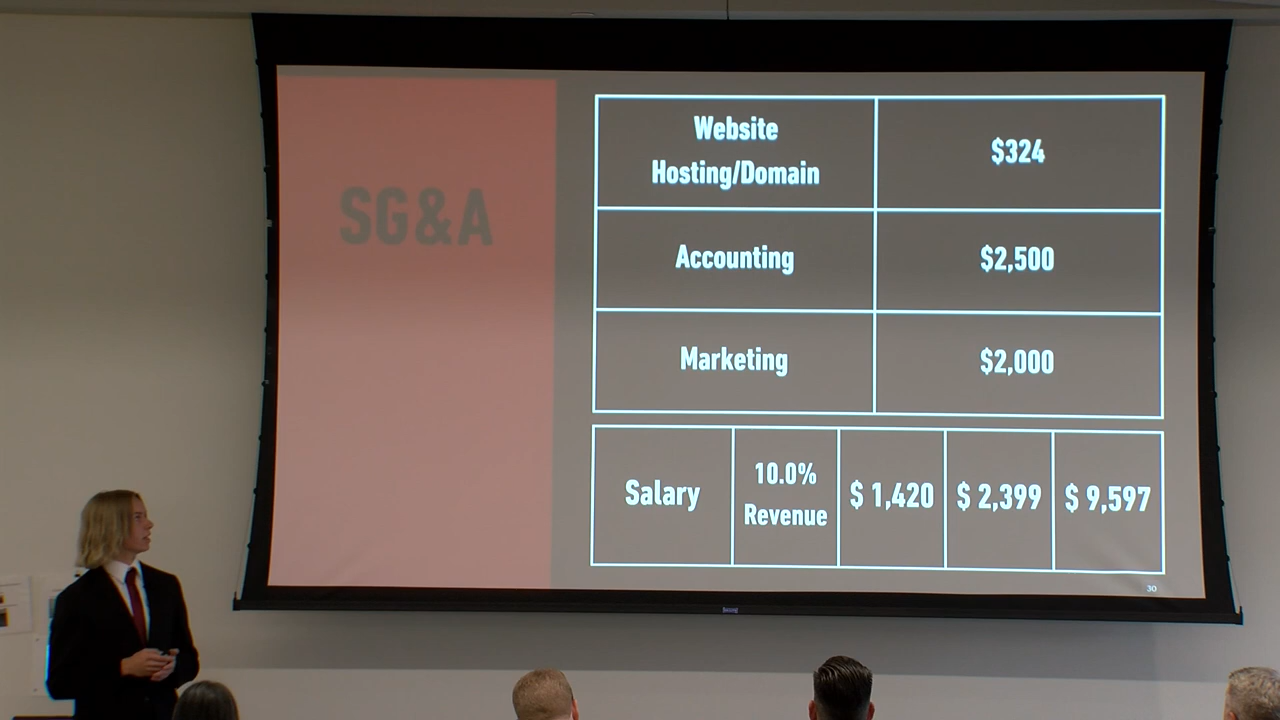 SG&A
Website
Hosting/Domain
$324
Accounting
$2,500
Marketing
$2,000
Salary
10.0%
Revenue
$ 1,420
$ 2,399
$ 9,597
30